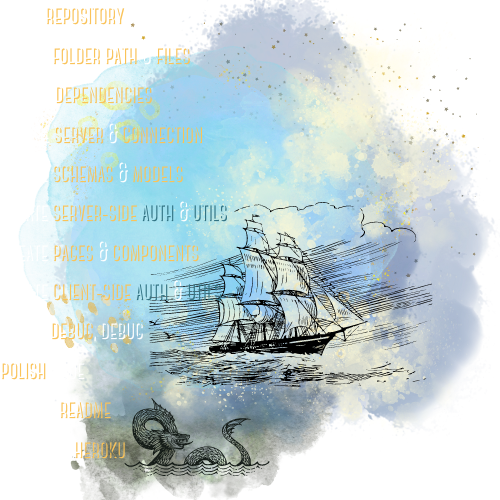 REPOSITORY
FOLDER PATH & FILES
DEPENDENCIES
SERVER & CONNECTION
SCHEMAS & MODELS
SERVER-SIDE AUTH & UTILS
PAGES & COMPONENTS
CLIENT-SIDE AUTH & UTILS
DEBUG, DEBUG
POLISH
README
HEROKU